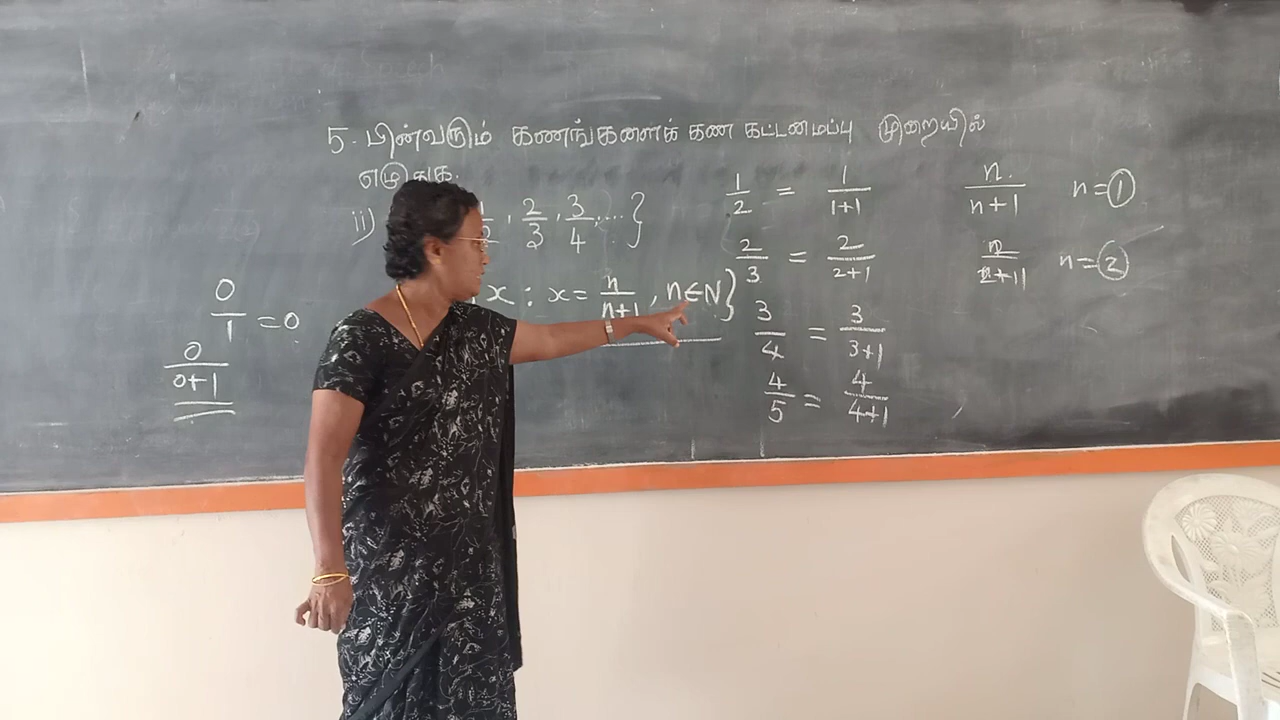 5. பின்வரும் கணங்களைக் கண கட்டமைப்பு முறையில்
எழுதுக.
ii) 1/2, 2/3, 3/4, ....}
x : x = n/n+1, n∈N}
0/1 = 0
0/0+1
1/2 = 1/1+1
2/3 = 2/2+1
3/4 = 3/3+1
4/5 = 4/4+1
n/n+1 n=1
n/n+1 n=2